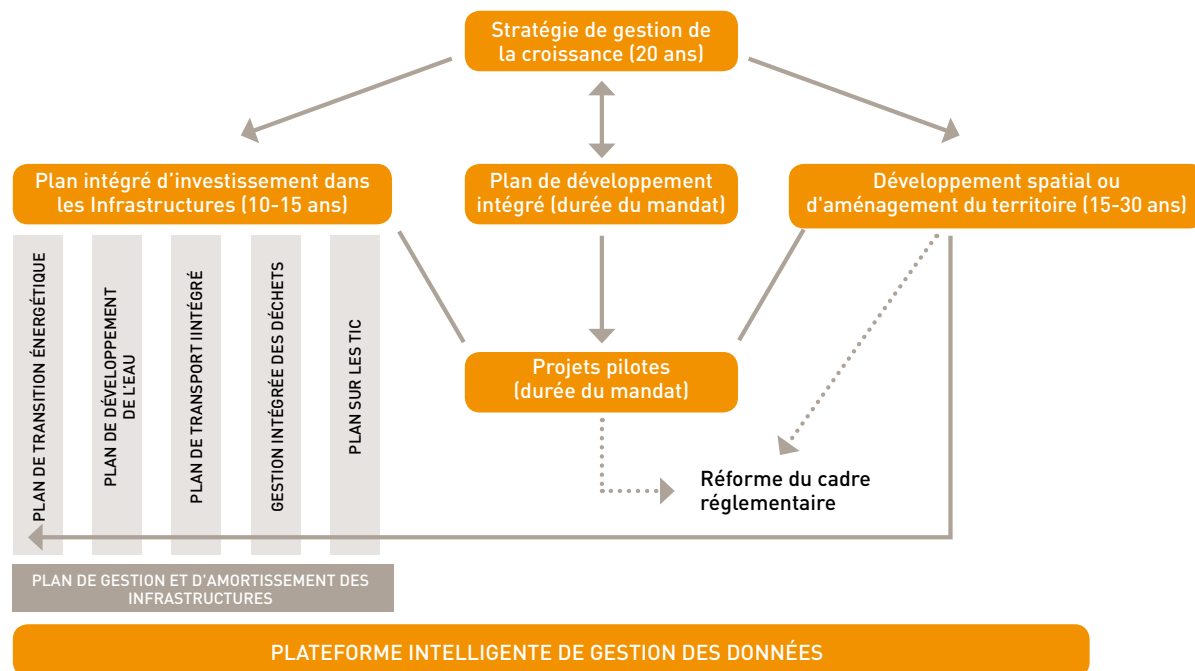 Stratégie de gestion de
la croissance (20 ans)
Plan intégré d'investissement dans
les Infrastructures (10-15 ans)
Plan de développement
intégré (durée du mandat)
Développement spatial ou
d'aménagement du territoire (15-30 ans)
PLAN DE TRANSITION ÉNERGÉTIQUE
PLAN DE DÉVELOPPEMENT
DE L'EAU
PLAN DE TRANSPORT IINTÉGRÉ
GESTION INTÉGRÉE DES DÉCHETS
PLAN SUR LES TIC
Projets pilotes
(durée du mandat)
Réforme du cadre
réglementaire
PLAN DE GESTION ET D'AMORTISSEMENT DES
INFRASTRUCTURES
PLATEFORME INTELLIGENTE DE GESTION DES DONNÉES